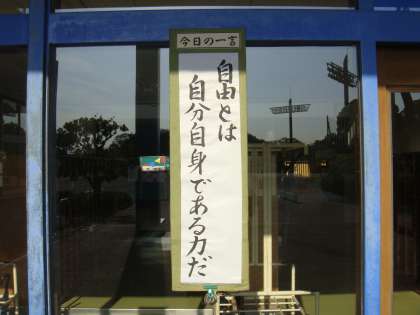 今日の一言
自由とは
自分自身である力だ